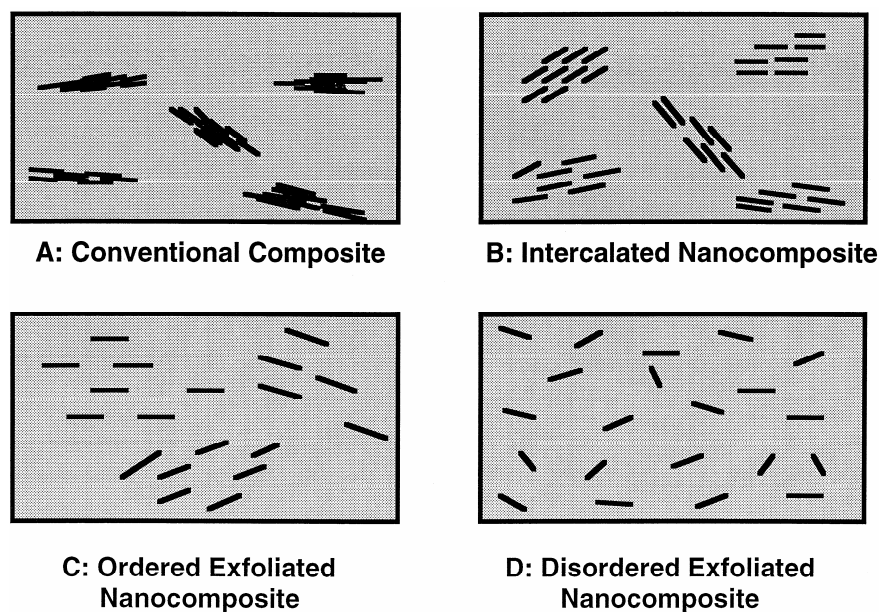 A: Conventional Composite
B: Intercalated Nanocomposite
C: Ordered Exfoliated
Nanocomposite
D: Disordered Exfoliated
Nanocomposite